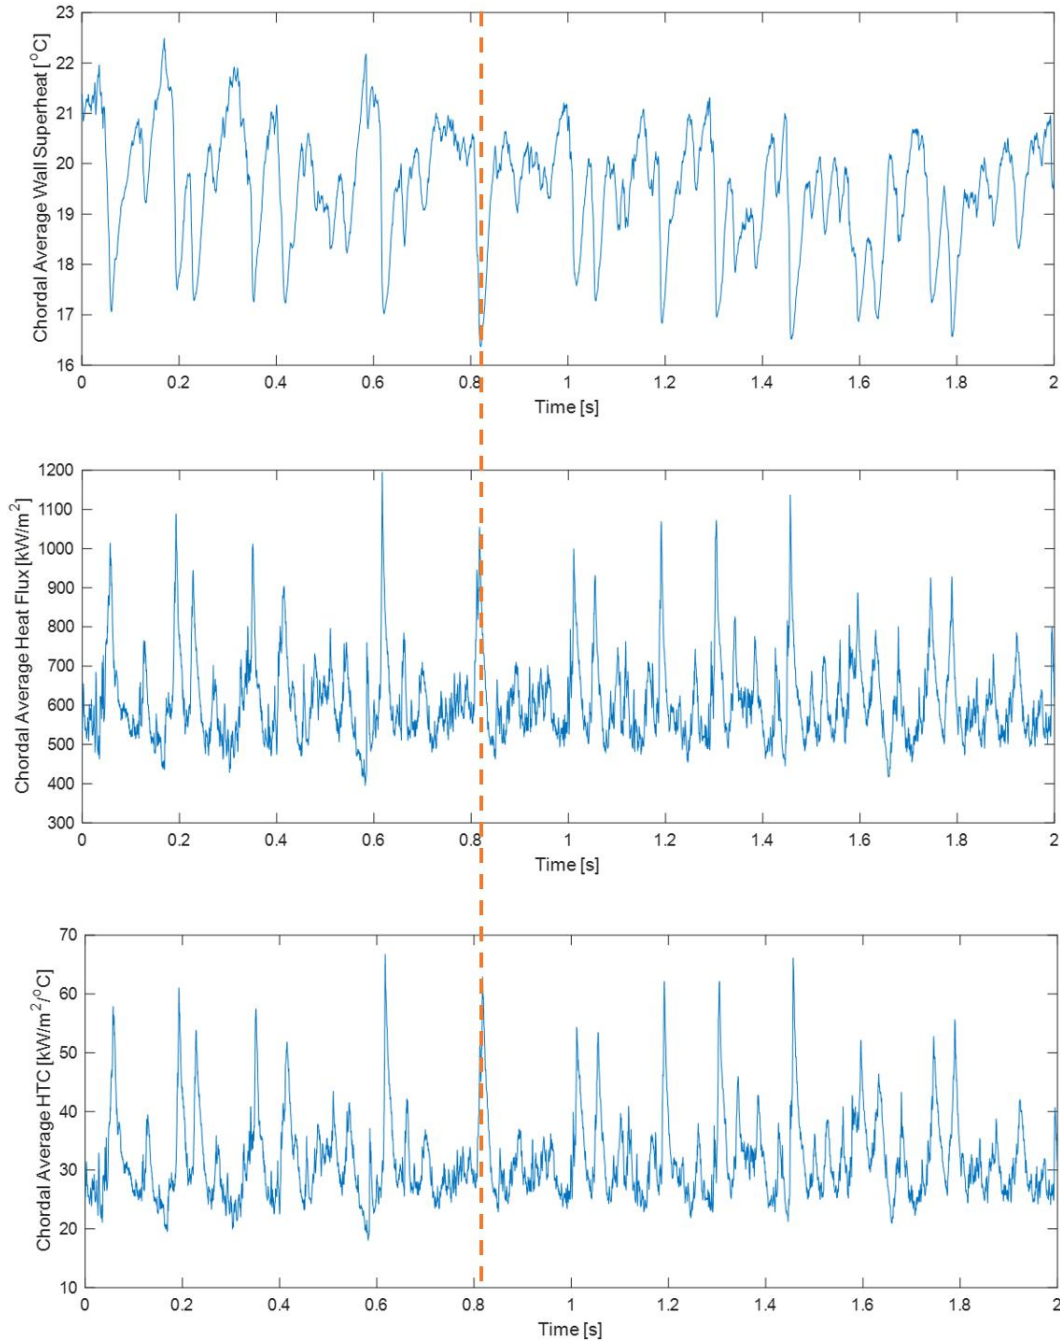 23
22
21
20
19
18
17
16
Chordal Average Wall Superheat [°C]
0 0.2 0.4 0.6 0.8 1 1.2 1.4 1.6 1.8 2
Time [s]
1200
1100
1000
900
800
700
600
500
400
300
Chordal Average Heat Flux [kW/m²]
0 0.2 0.4 0.6 0.8 1 1.2 1.4 1.6 1.8 2
Time [s]
70
60
50
40
30
20
10
Chordal Average HTC [kW/m²/°C]
0 0.2 0.4 0.6 0.8 1 1.2 1.4 1.6 1.8 2
Time [s]